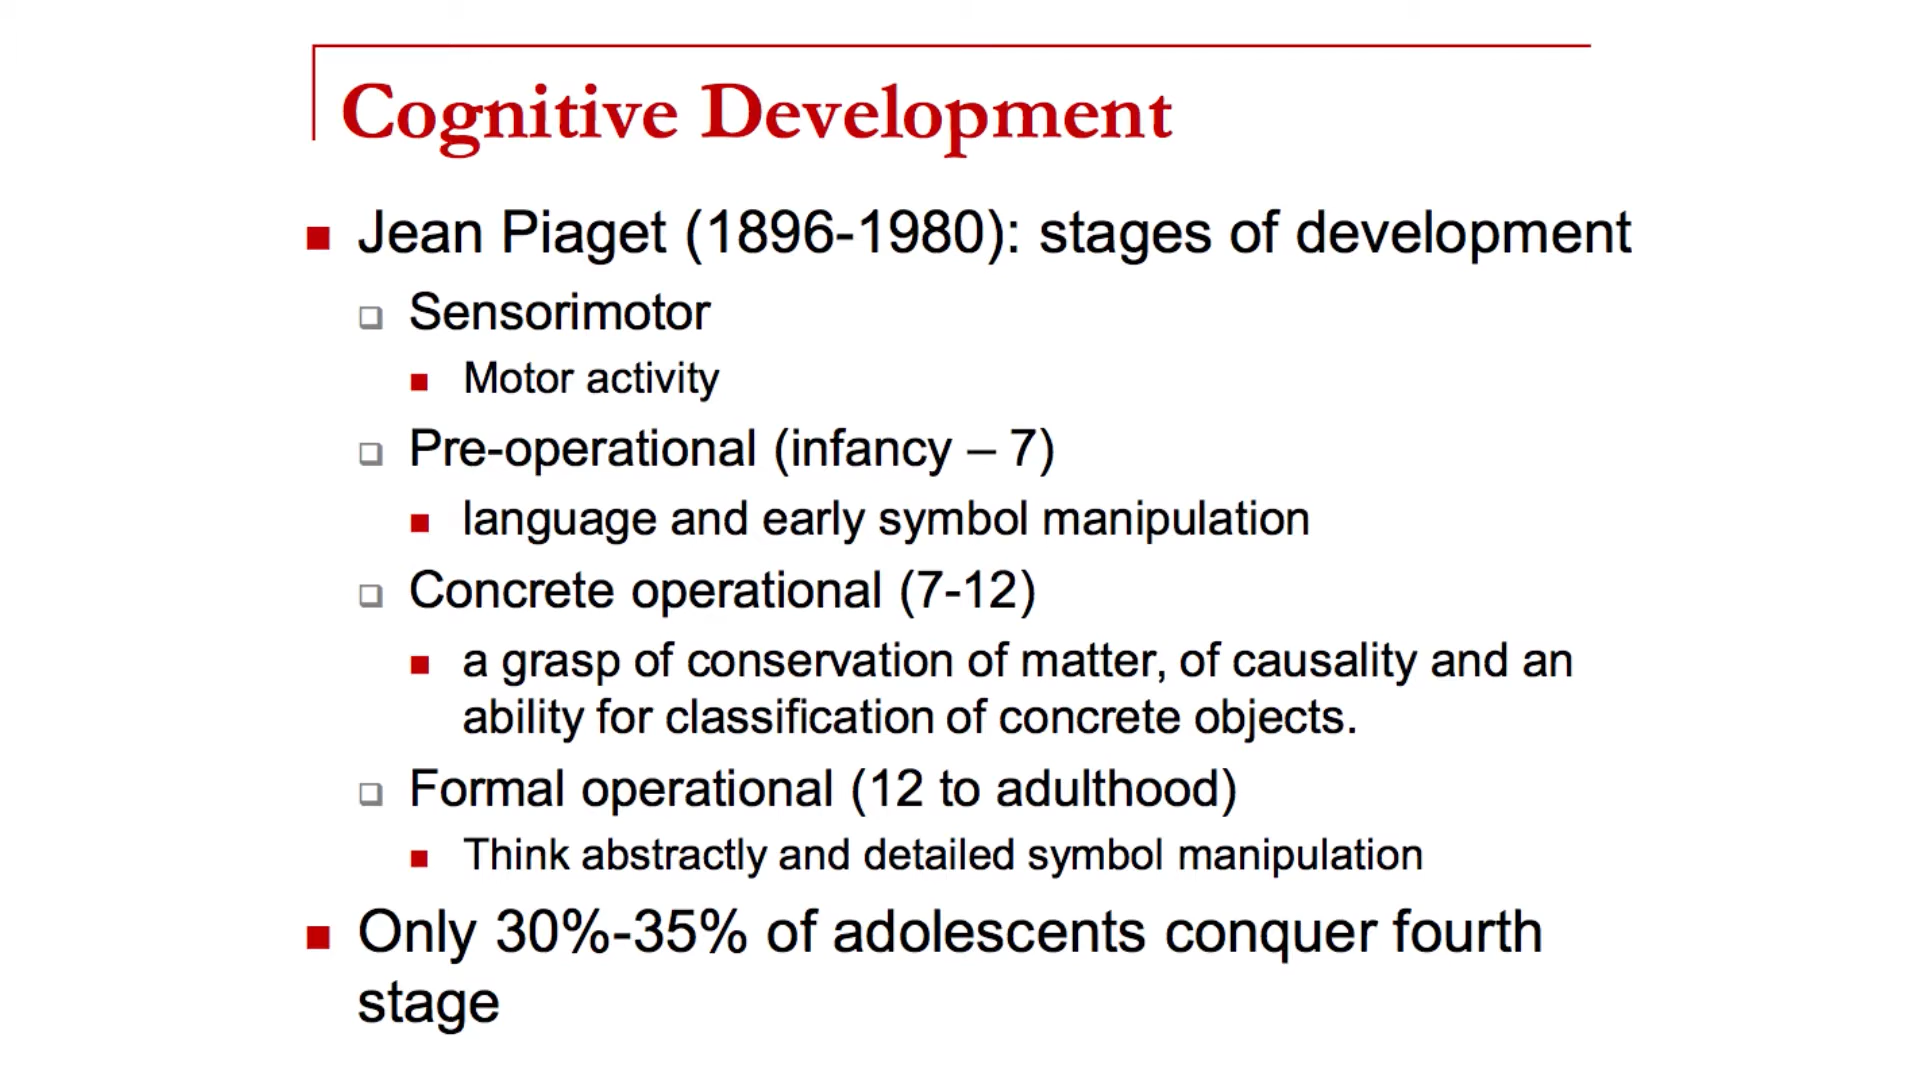 Cognitive Development
Jean Piaget (1896-1980): stages of development
Sensorimotor
Motor activity
Pre-operational (infancy – 7)
language and early symbol manipulation
Concrete operational (7-12)
a grasp of conservation of matter, of causality and an
ability for classification of concrete objects.
Formal operational (12 to adulthood)
Think abstractly and detailed symbol manipulation
Only 30%-35% of adolescents conquer fourth
stage